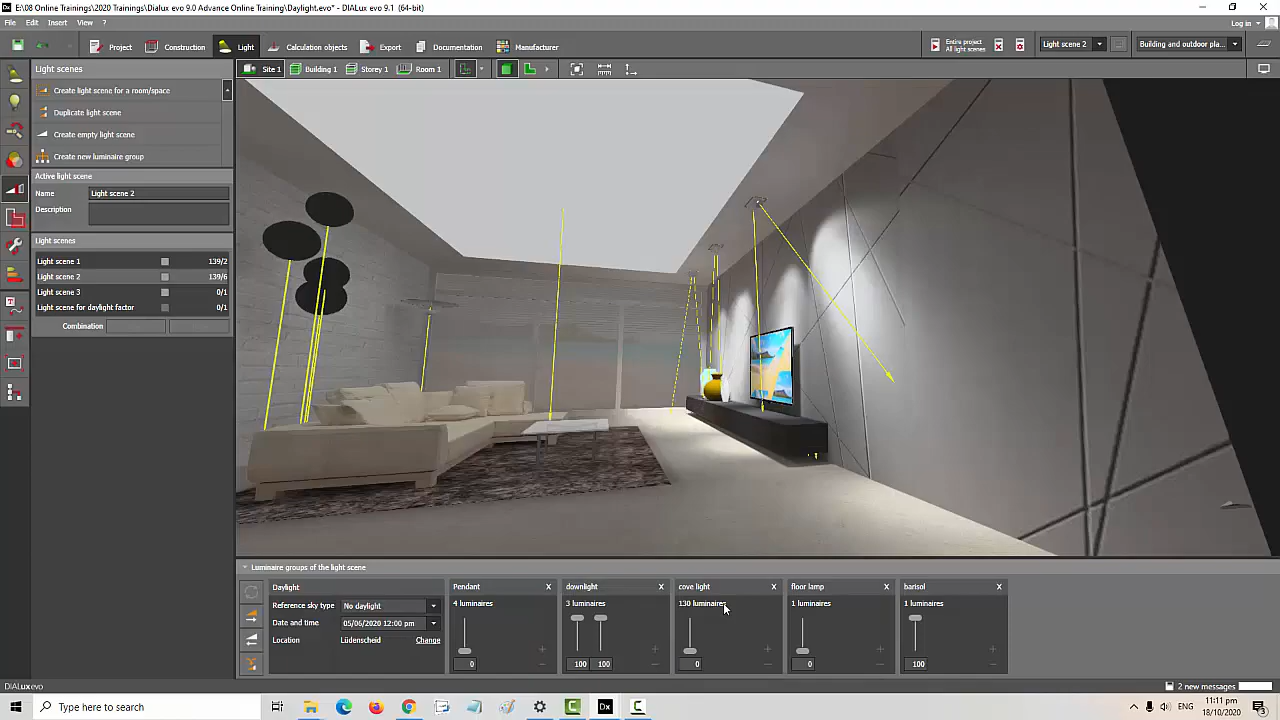 E:\08 Online Trainings\2020 Trainings\Dialux evo 9.0 Advance Online Training\Daylight.evo* - DIALux evo 9.1 (64-bit)
File Edit Insert View ?
Log in
Project Construction Light Calculation objects Export Documentation Manufacturer
Entire project
All light scenes
Light scene 2
Building and outdoor pla...
Light scenes
Site 1 Building 1 Storey 1 Room 1
Create light scene for a room/space
Duplicate light scene
Create empty light scene
Create new luminaire group
Active light scene
Name Light scene 2
Description
Light scenes
Light scene 1 139/2
Light scene 2 139/6
Light scene 3 0/1
Light scene for daylight factor 0/1
Combination
Luminaire groups of the light scene
Daylight
Reference sky type No daylight
Date and time 05/06/2020 12:00 pm
Location Lüdenscheid Change
Pendant x
4 luminaires
0
downlight x
3 luminaires
100 100
cove light x
130 luminaires
0
floor lamp x
1 luminaires
0
barisol x
1 luminaires
100
DIALux evo
2 new messages
Type here to search
Dx
ENG
11:11 pm
18/10/2020